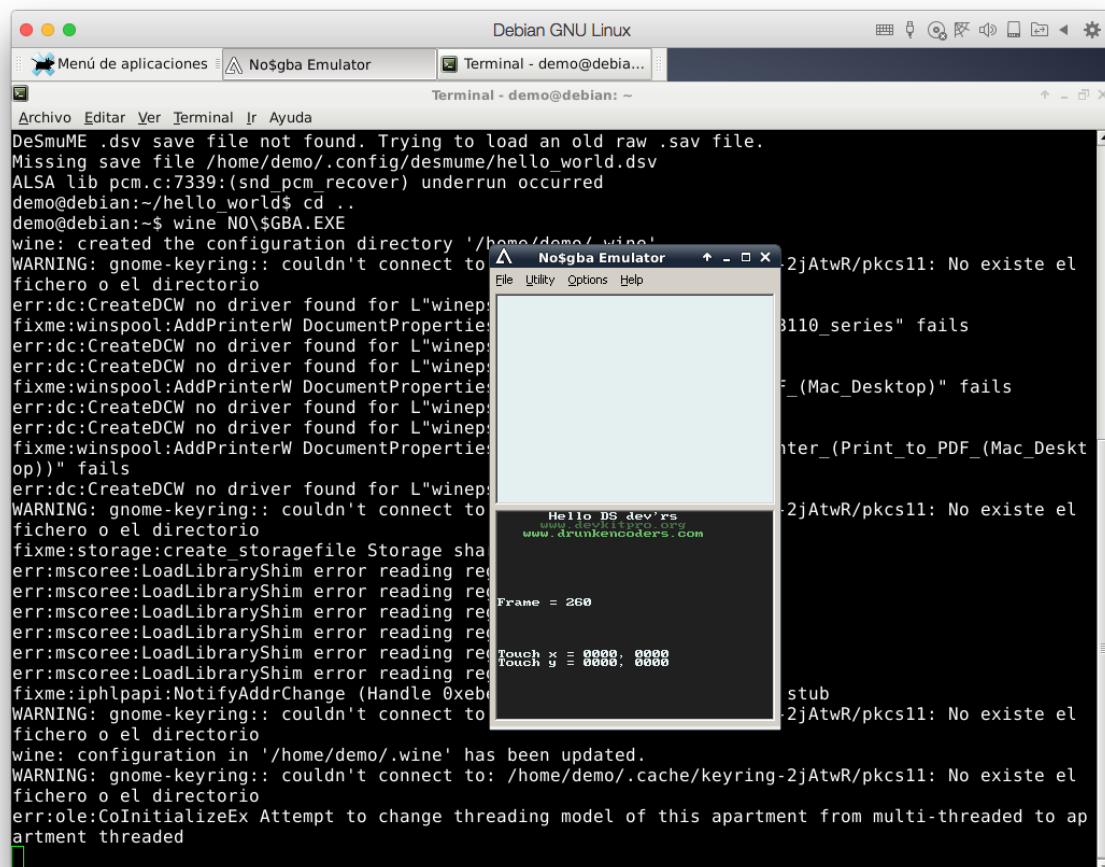 Debian GNU Linux
Menú de aplicaciones
No$gba Emulator
Terminal - demo@debia...
Terminal - demo@debian: ~
Archivo Editar Ver Terminal Ir Ayuda
DeSmuME .dsv save file not found. Trying to load an old raw .sav file.
Missing save file /home/demo/.config/desmume/hello_world.dsv
ALSA lib pcm.c:7339:(snd_pcm_recover) underrun occurred
demo@debian:~/hello_world$ cd ..
demo@debian:~$ wine NO\$GBA.EXE
wine: created the configuration directory '/home/demo/.wine'
WARNING: gnome-keyring:: couldn't connect to -2jAtwR/pkcs11: No existe el
fichero o el directorio
err:dc:CreateDCW no driver found for L"wineps
fixme:winspool:AddPrinterW DocumentProperties 3110_series" fails
err:dc:CreateDCW no driver found for L"wineps
err:dc:CreateDCW no driver found for L"wineps
fixme:winspool:AddPrinterW DocumentProperties F_(Mac_Desktop)" fails
err:dc:CreateDCW no driver found for L"wineps
err:dc:CreateDCW no driver found for L"wineps
fixme:winspool:AddPrinterW DocumentProperties nter_(Print_to_PDF_(Mac_Deskt
op))" fails
err:dc:CreateDCW no driver found for L"wineps
WARNING: gnome-keyring:: couldn't connect to -2jAtwR/pkcs11: No existe el
fichero o el directorio
fixme:storage:create_storagefile Storage sha
err:mscoree:LoadLibraryShim error reading reg
err:mscoree:LoadLibraryShim error reading reg
err:mscoree:LoadLibraryShim error reading reg
err:mscoree:LoadLibraryShim error reading reg
err:mscoree:LoadLibraryShim error reading reg
err:mscoree:LoadLibraryShim error reading reg
fixme:iphlpapi:NotifyAddrChange (Handle 0xebe stub
WARNING: gnome-keyring:: couldn't connect to -2jAtwR/pkcs11: No existe el
fichero o el directorio
wine: configuration in '/home/demo/.wine' has been updated.
WARNING: gnome-keyring:: couldn't connect to: /home/demo/.cache/keyring-2jAtwR/pkcs11: No existe el
fichero o el directorio
err:ole:CoInitializeEx Attempt to change threading model of this apartment from multi-threaded to ap
artment threaded
No$gba Emulator
File Utility Options Help
Hello DS dev'rs
www.devkitpro.org
www.drunkencoders.com
Frame = 260
Touch x = 0000, 0000
Touch y = 0000, 0000